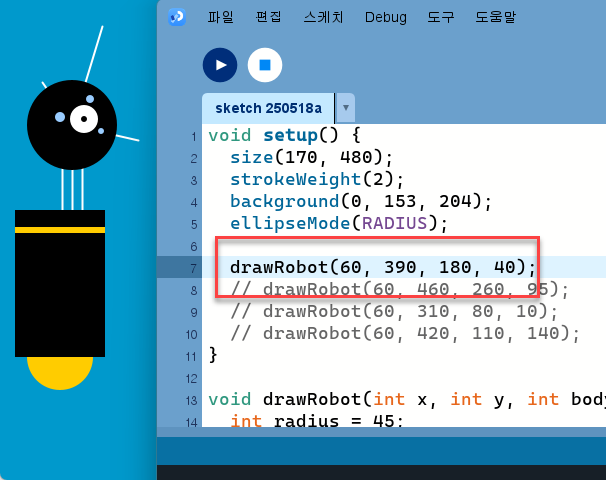 파일 편집 스케치 Debug 도구 도움말
sketch 250518a
1 void setup() {
2 size(170, 480);
3 strokeWeight(2);
4 background(0, 153, 204);
5 ellipseMode(RADIUS);
6
7 drawRobot(60, 390, 180, 40);
8 // drawRobot(60, 460, 260, 95);
9 // drawRobot(60, 310, 80, 10);
10 // drawRobot(60, 420, 110, 140);
11 }
12
13 void drawRobot(int x, int y, int body
14 int radius = 45;